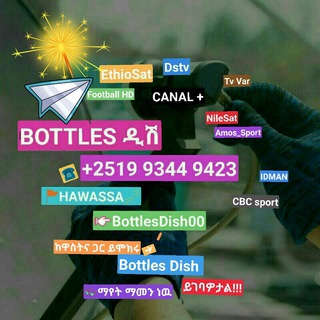 EthioSat
Dstv
Tv Var
Football HD
CANAL +
NileSat
Amos_Sport
BOTTLES ዲሽ
+2519 9344 9423
IDMAN
HAWASSA
CBC sport
BottlesDish00
ከዋስትና ጋር ይሞክሩ
Bottles Dish
ማየት ማመን ነዉ
ይገባዎታል!!!